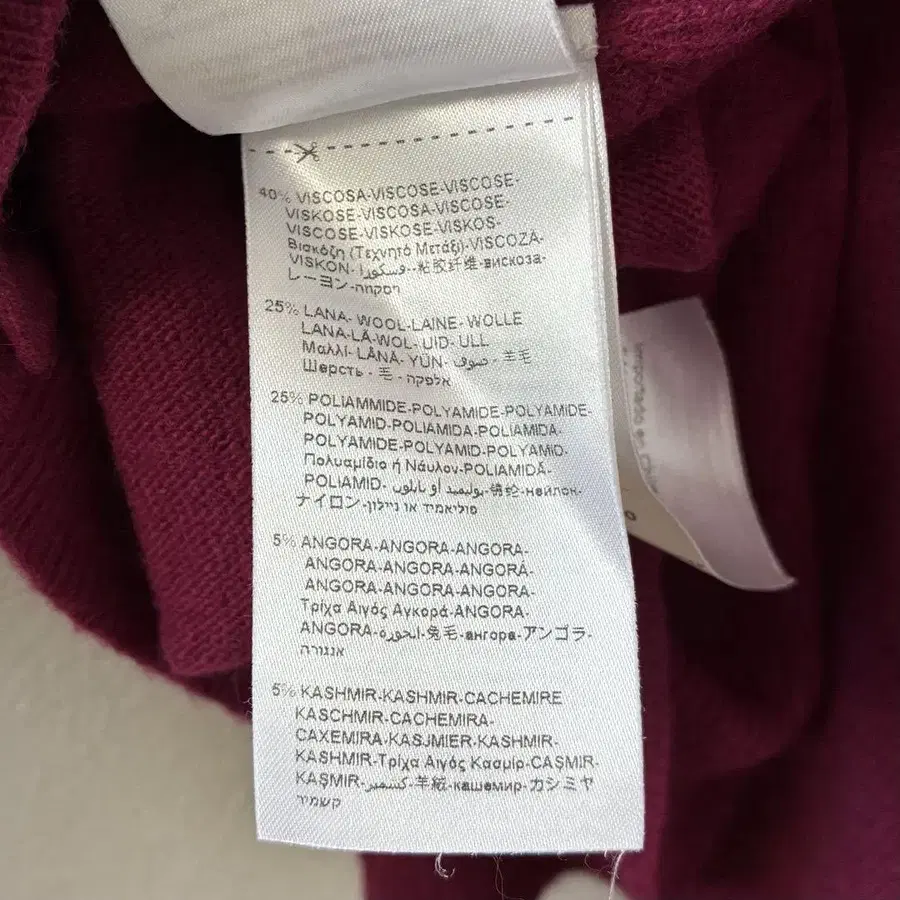 40% VISCOSA-VISCOSE-VISCOSE-
VISKOSE-VISCOSA-VISCOSE-
VISCOSE-VISKOSE-VISKOS-
Βισκόζη (Τεχνητό Μετάξι)-VISCOZA-
VISKON-فسكوزا-粘胶纤维-вискоза-
レーヨン-ויסקוזה
25% LANA- WOOL-LAINE- WOLLE
LANA-LÃ-WOL- UID- ULL
Μαλλί- LÂNA- YÜN- صوف - 羊毛
Шерсть - 毛 - אלפקה
25% POLIAMMIDE-POLYAMIDE-POLYAMIDE-
POLYAMID-POLIAMIDA-POLIAMIDA-
POLYAMIDE-POLYAMID-POLYAMID-
Πολυαμίδιο ή Νάυλον-POLIAMIDĂ-
POLIAMID- بوليميد أو نايلون-锦纶-нейлон-
ナイロン-פוליאמיד או ניילון
5% ANGORA-ANGORA-ANGORA-
ANGORA-ANGORA-ANGORA-
ANGORA-ANGORA-ANGORA-
Τρίχα Αιγός Αγκορά-ANGORA-
ANGORA-انجورة-兔毛-ангора-アンゴラ-
אנגורה
5% KASHMIR-KASHMIR-CACHEMIRE
KASCHMIR-CACHEMIRA-
CAXEMIRA-KASJMIER-KASHMIR-
KASHMIR-Τρίχα Αιγός Κασμίρ-CAŞMIR-
KAŞMIR-كشمير-羊絨-кашемир-カシミヤ
קשמיר